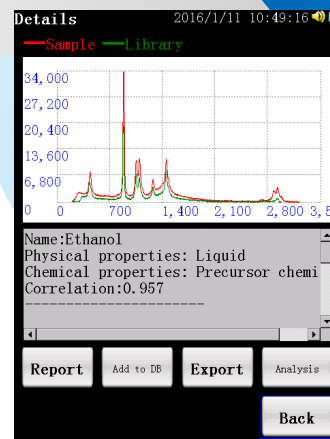 Details 2016/1/11 10:49:16
Sample Library
34,000
27,200
20,400
13,600
6,800
0 0 700 1,400 2,100 2,800 3,5
Name:Ethanol
Physical properties: Liquid
Chemical properties: Precursor chemi
Correlation:0.957
----------------------
Report Add to DB Export Analysis
Back